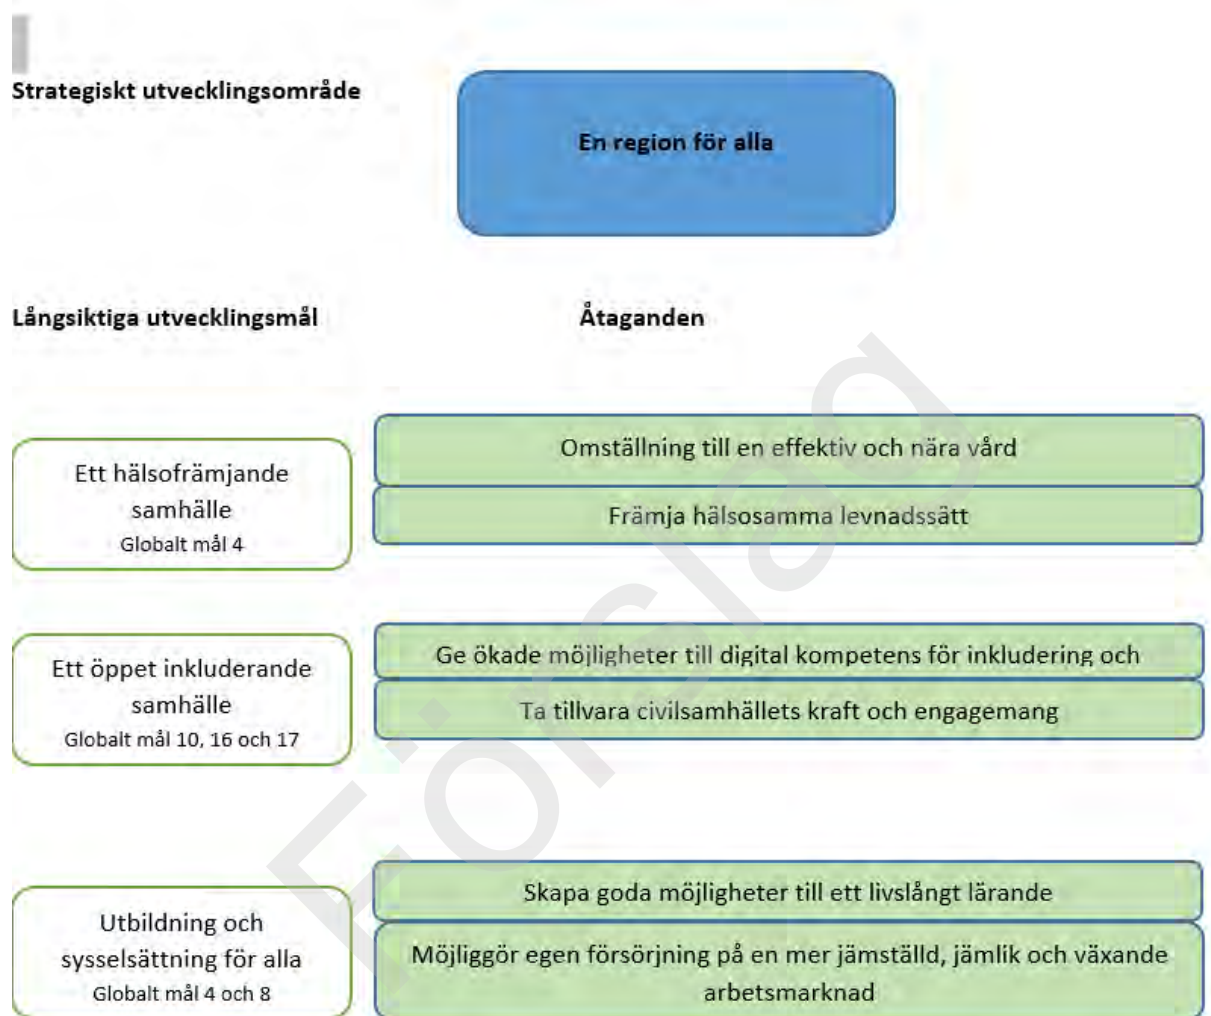 Strategiskt utvecklingsområde
En region för alla
Långsiktiga utvecklingsmål
Åtaganden
Ett hälsofrämjande
samhälle
Globalt mål 4
Omställning till en effektiv och nära vård
Främja hälsosamma levnadssätt
Ett öppet inkluderande
samhälle
Globalt mål 10, 16 och 17
Ge ökade möjligheter till digital kompetens för inkludering och
Ta tillvara civilsamhällets kraft och engagemang
Utbildning och
sysselsättning för alla
Globalt mål 4 och 8
Skapa goda möjligheter till ett livslångt lärande
Möjliggör egen försörjning på en mer jämställd, jämlik och växande
arbetsmarknad
Förslag